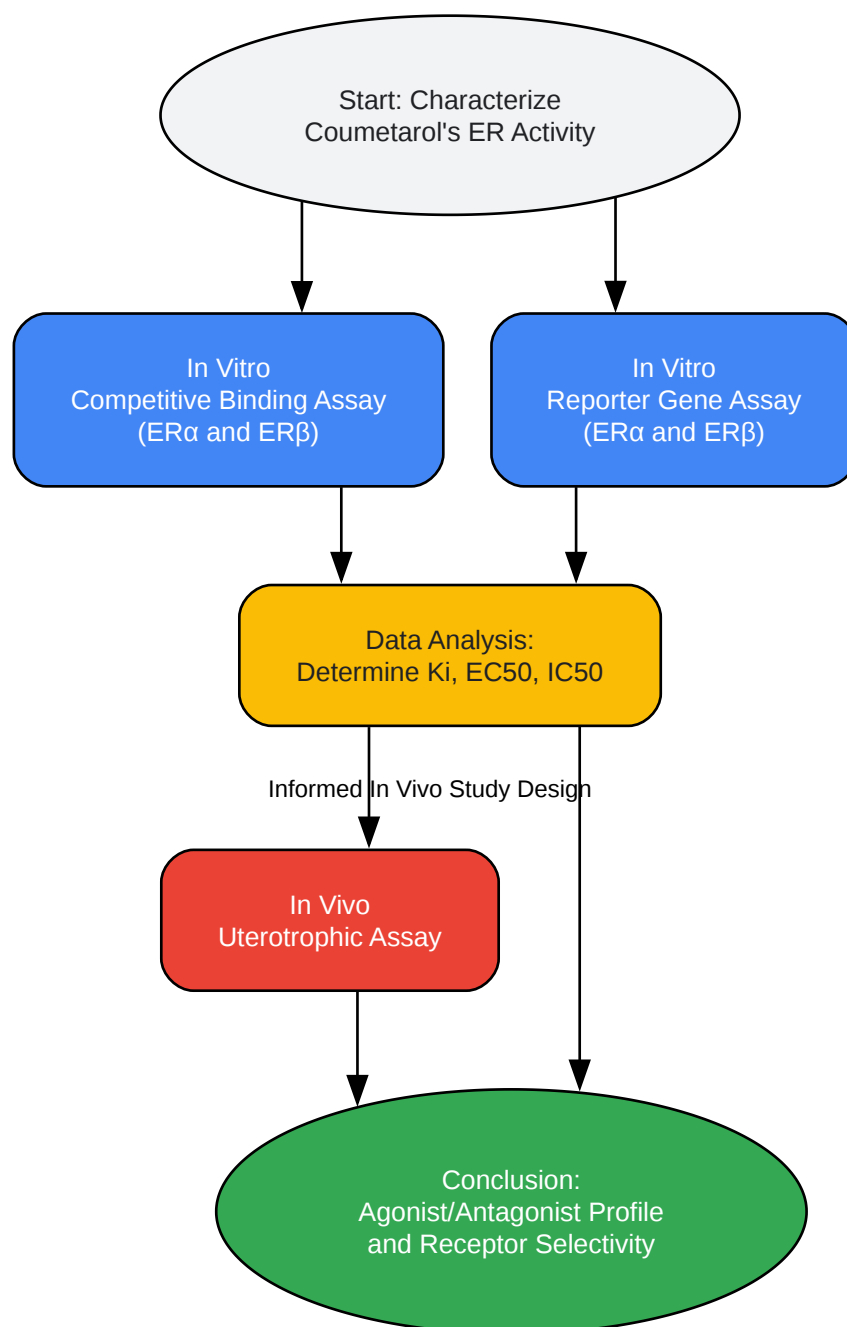 Start: Characterize
Coumetarol's ER Activity
In Vitro
Competitive Binding Assay
(ERα and ERβ)
In Vitro
Reporter Gene Assay
(ERα and ERβ)
Data Analysis:
Determine Ki, EC50, IC50
Informed In Vivo Study Design
In Vivo
Uterotrophic Assay
Conclusion:
Agonist/Antagonist Profile
and Receptor Selectivity